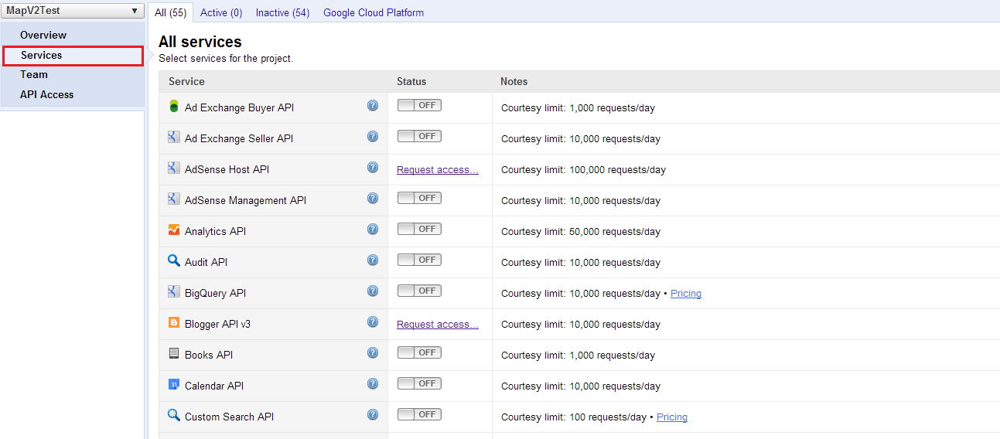 MapV2Test
All (55) Active (0) Inactive (54) Google Cloud Platform
Overview
Services
Team
API Access
All services
Select services for the project.
Service Status Notes
Ad Exchange Buyer API ? OFF Courtesy limit: 1,000 requests/day
Ad Exchange Seller API ? OFF Courtesy limit: 10,000 requests/day
AdSense Host API ? Request access... Courtesy limit: 100,000 requests/day
AdSense Management API ? OFF Courtesy limit: 10,000 requests/day
Analytics API ? OFF Courtesy limit: 50,000 requests/day
Audit API ? OFF Courtesy limit: 10,000 requests/day
BigQuery API ? OFF Courtesy limit: 10,000 requests/day • Pricing
Blogger API v3 ? Request access... Courtesy limit: 10,000 requests/day
Books API ? OFF Courtesy limit: 1,000 requests/day
31 Calendar API ? OFF Courtesy limit: 10,000 requests/day
Custom Search API ? OFF Courtesy limit: 100 requests/day • Pricing